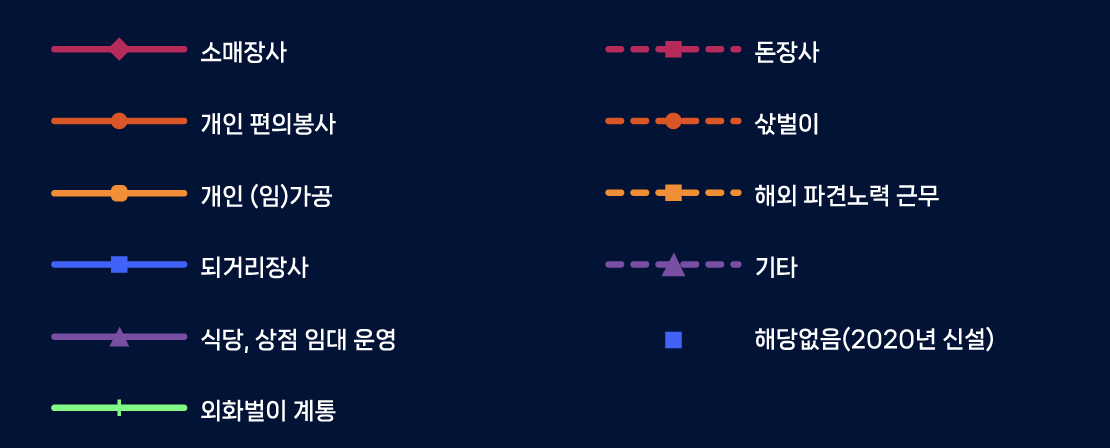 소매장사
개인 편의봉사
개인 (임)가공
되거리장사
식당, 상점 임대 운영
외화벌이 계통
돈장사
삯벌이
해외 파견노력 근무
기타
해당없음(2020년 신설)